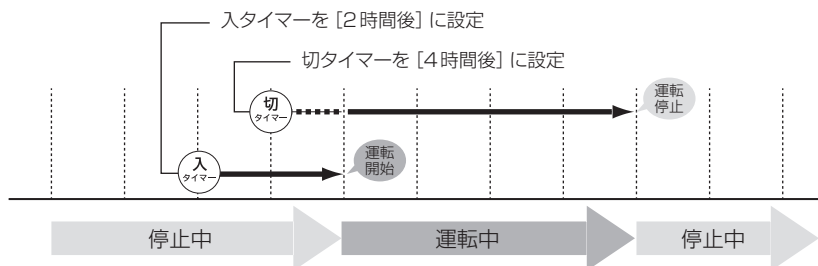 入タイマーを[2時間後]に設定
切タイマーを[4時間後]に設定
切
タイマー
運転
停止
入
タイマー
運転
開始
停止中
運転中
停止中